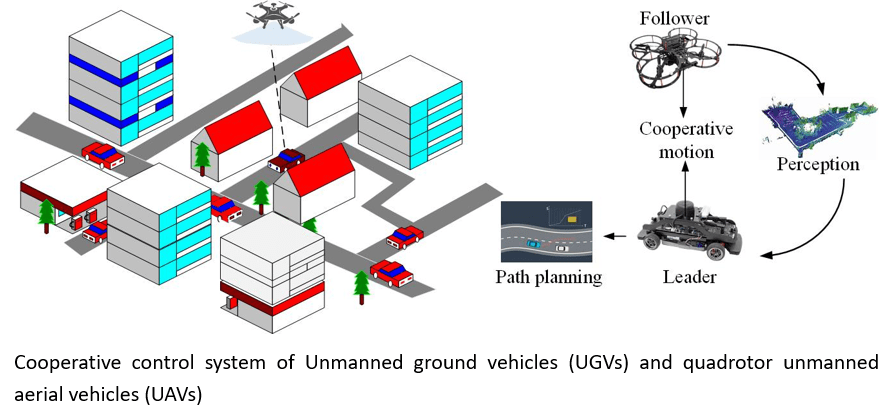 Follower
Cooperative
motion
Perception
Path planning
Leader
Cooperative control system of Unmanned ground vehicles (UGVs) and quadrotor unmanned
aerial vehicles (UAVs)